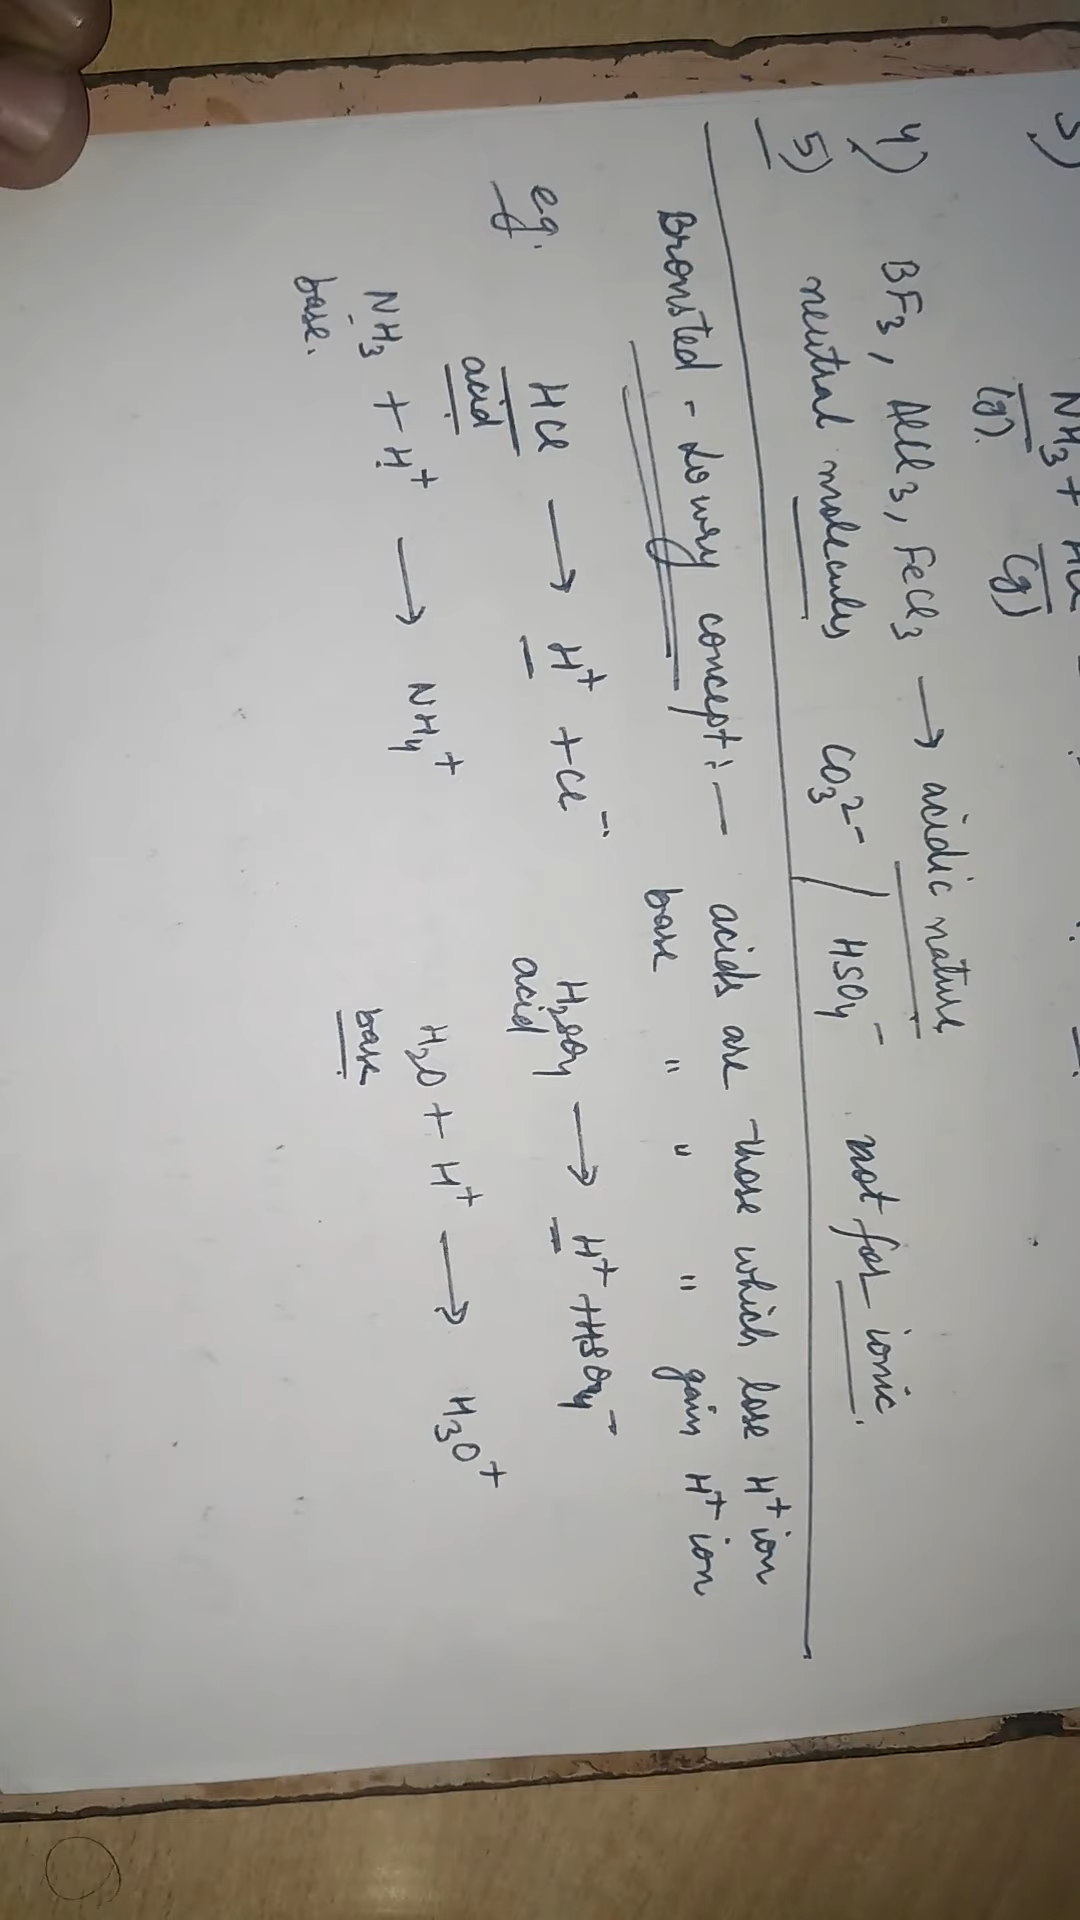 3) NH3 + HCl
(g). (g)
4) BF3, AlCl3, FeCl3 → acidic nature
5) neutral molecules CO3 2- / HSO4 - not for ionic.
Bronsted - Lowry concept :— acids are those which lose H+ ion
base " " " gain H+ ion
eg. HCl → H+ + Cl- H2SO4 → H+ + HSO4-
acid acid
NH3 + H+ → NH4+ H2O + H+ → H3O+
base. base